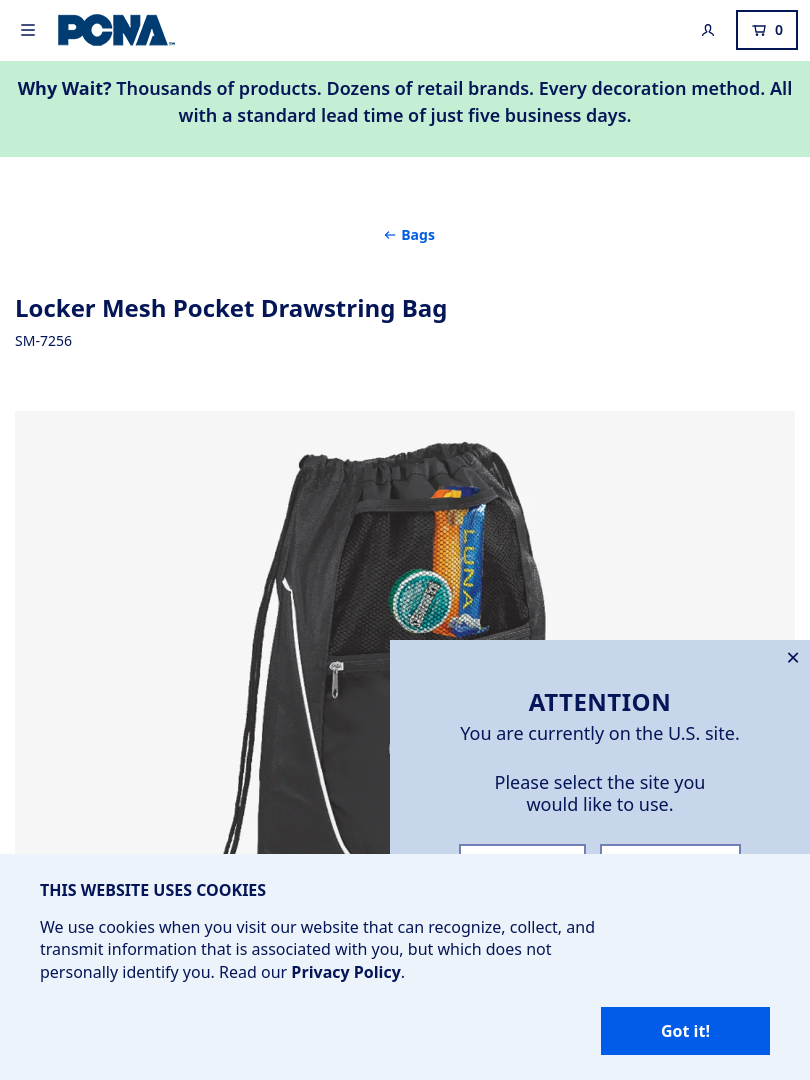 PCNA
0
Why Wait? Thousands of products. Dozens of retail brands. Every decoration method. All
with a standard lead time of just five business days.
← Bags
Locker Mesh Pocket Drawstring Bag
SM-7256
LUNA
ATTENTION
You are currently on the U.S. site.
Please select the site you
would like to use.
THIS WEBSITE USES COOKIES
We use cookies when you visit our website that can recognize, collect, and
transmit information that is associated with you, but which does not
personally identify you. Read our Privacy Policy.
Got it!